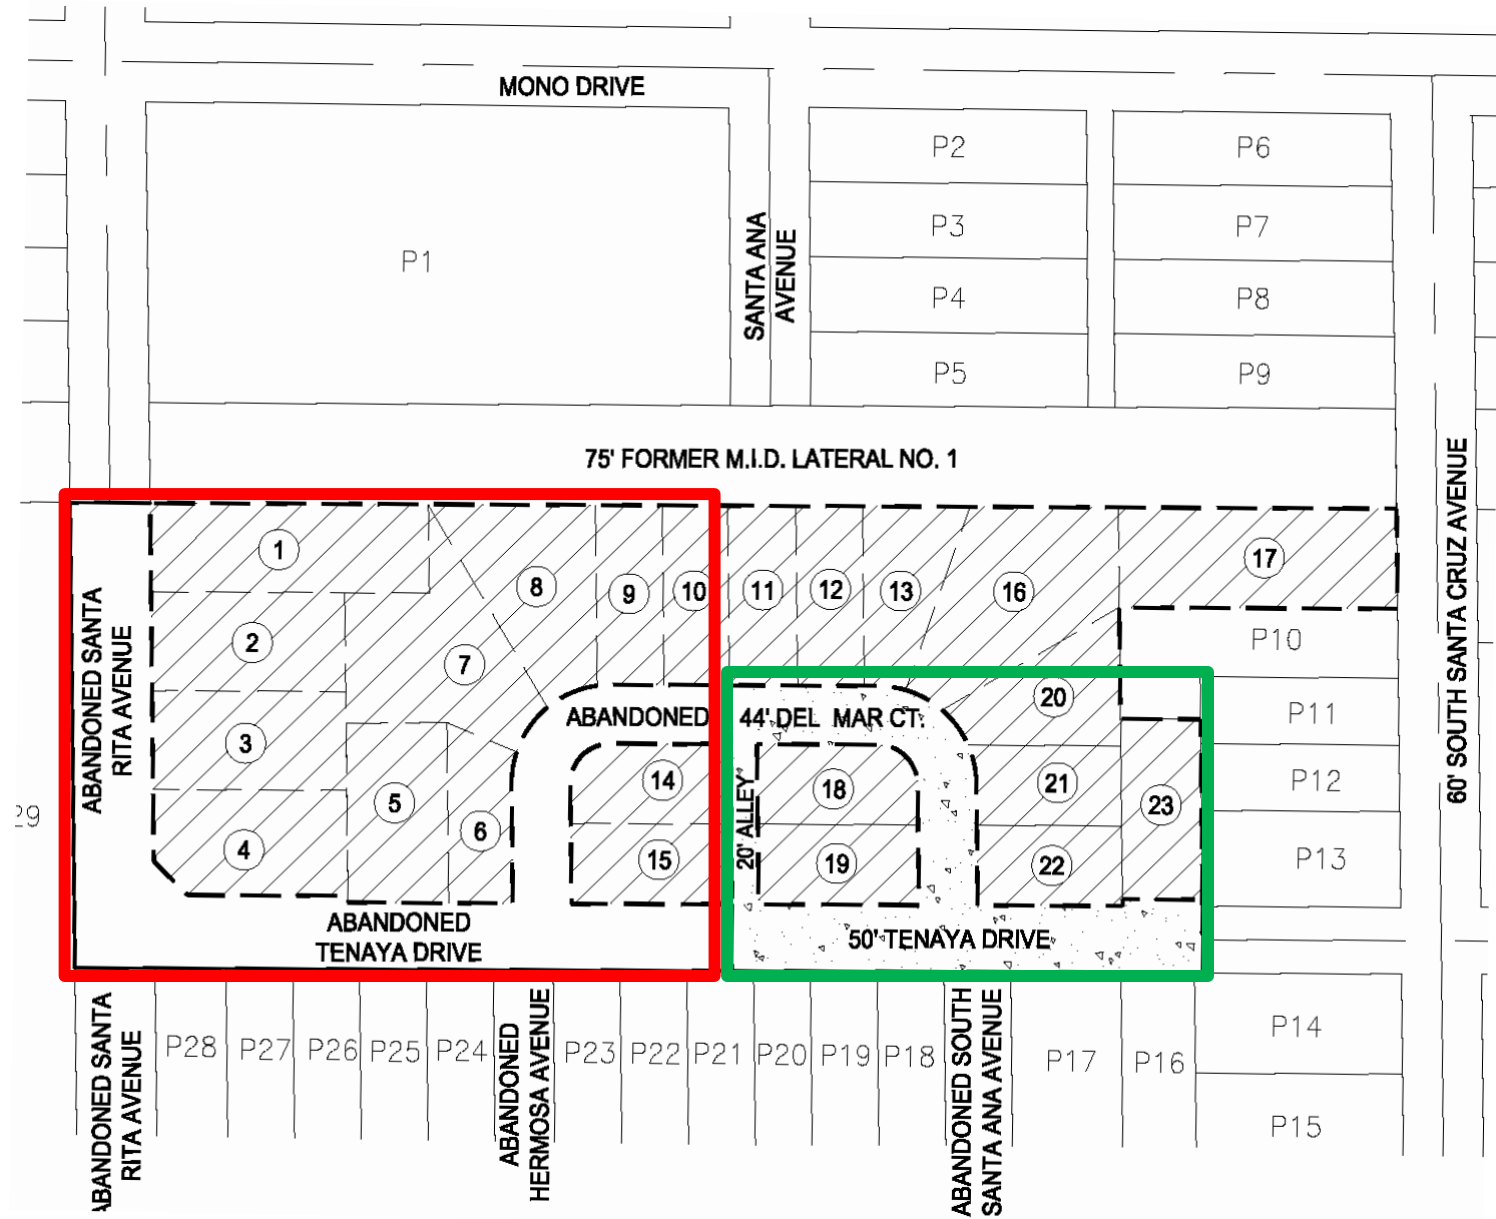 MONO DRIVE
P1
SANTA ANA
AVENUE
P2
P3
P4
P5
P6
P7
P8
P9
75' FORMER M.I.D. LATERAL NO. 1
60' SOUTH SANTA CRUZ AVENUE
ABANDONED SANTA
RITA AVENUE
1
2
3
4
5
6
7
8
9
10
11
12
13
16
17
P10
P11
P12
P13
ABANDONED 44' DEL MAR CT.
14
15
20' ALLEY
18
19
20
21
22
23
29
ABANDONED
TENAYA DRIVE
50' TENAYA DRIVE
ABANDONED SANTA
RITA AVENUE
P28
P27
P26
P25
P24
ABANDONED
HERMOSA AVENUE
P23
P22
P21
P20
P19
P18
ABANDONED SOUTH
SANTA ANA AVENUE
P17
P16
P14
P15